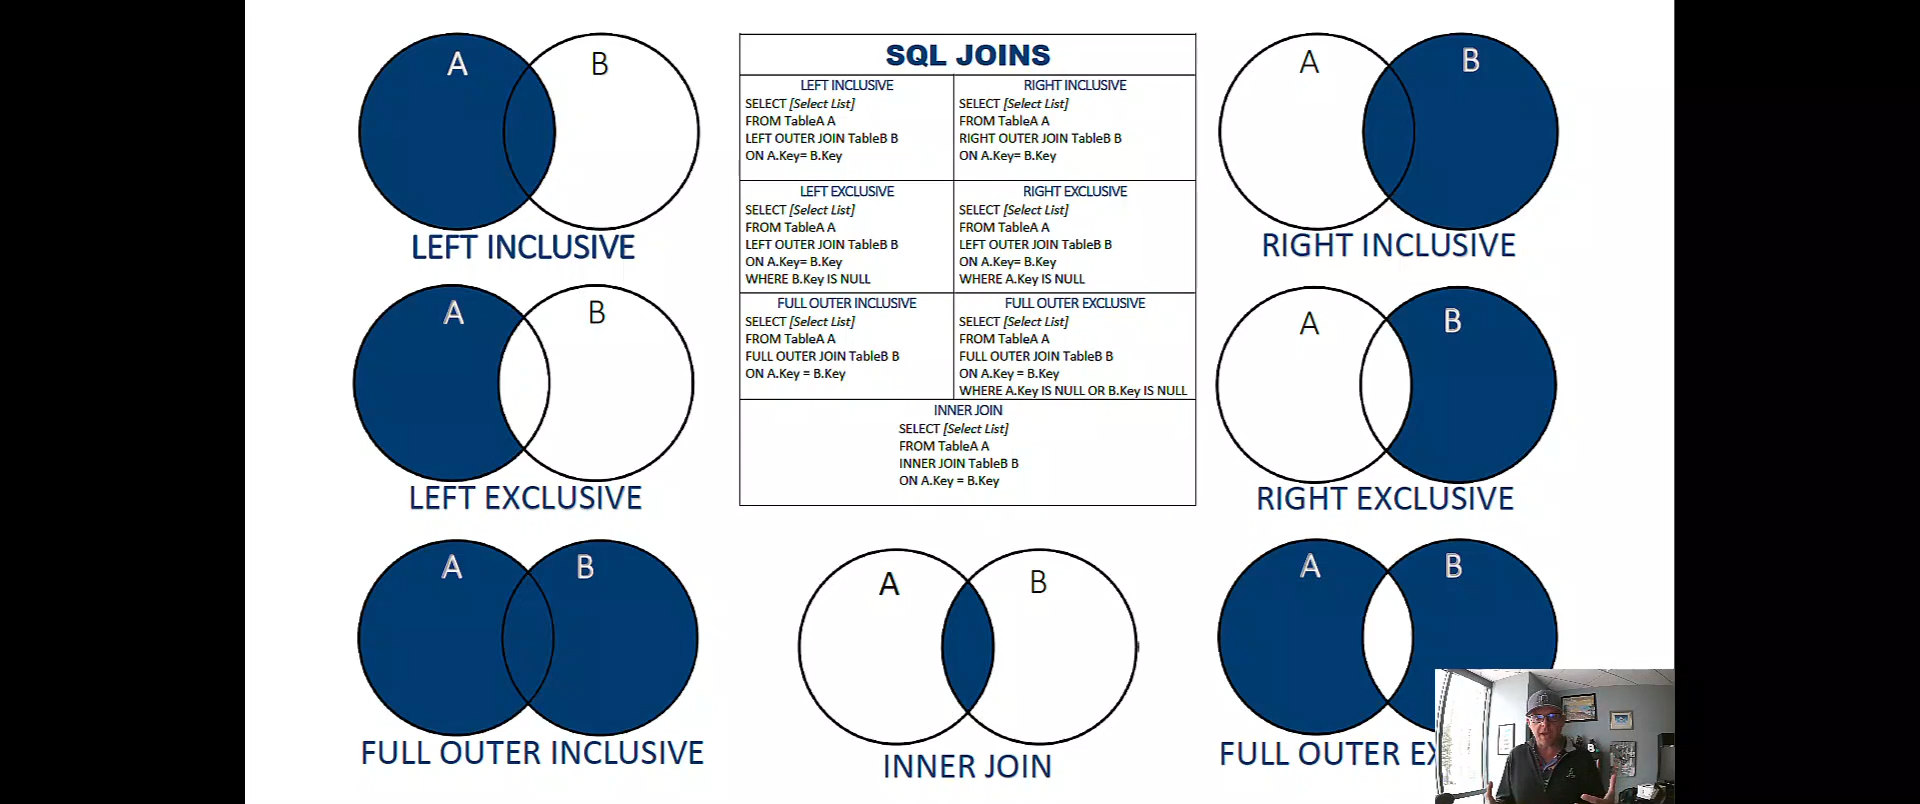 A B
LEFT INCLUSIVE
A B
LEFT EXCLUSIVE
A B
FULL OUTER INCLUSIVE
SQL JOINS
LEFT INCLUSIVE
SELECT [Select List]
FROM TableA A
LEFT OUTER JOIN TableB B
ON A.Key= B.Key
RIGHT INCLUSIVE
SELECT [Select List]
FROM TableA A
RIGHT OUTER JOIN TableB B
ON A.Key= B.Key
LEFT EXCLUSIVE
SELECT [Select List]
FROM TableA A
LEFT OUTER JOIN TableB B
ON A.Key= B.Key
WHERE B.Key IS NULL
RIGHT EXCLUSIVE
SELECT [Select List]
FROM TableA A
LEFT OUTER JOIN TableB B
ON A.Key= B.Key
WHERE A.Key IS NULL
FULL OUTER INCLUSIVE
SELECT [Select List]
FROM TableA A
FULL OUTER JOIN TableB B
ON A.Key = B.Key
FULL OUTER EXCLUSIVE
SELECT [Select List]
FROM TableA A
FULL OUTER JOIN TableB B
ON A.Key = B.Key
WHERE A.Key IS NULL OR B.Key IS NULL
INNER JOIN
SELECT [Select List]
FROM TableA A
INNER JOIN TableB B
ON A.Key = B.Key
A B
INNER JOIN
A B
RIGHT INCLUSIVE
A B
RIGHT EXCLUSIVE
A B
FULL OUTER